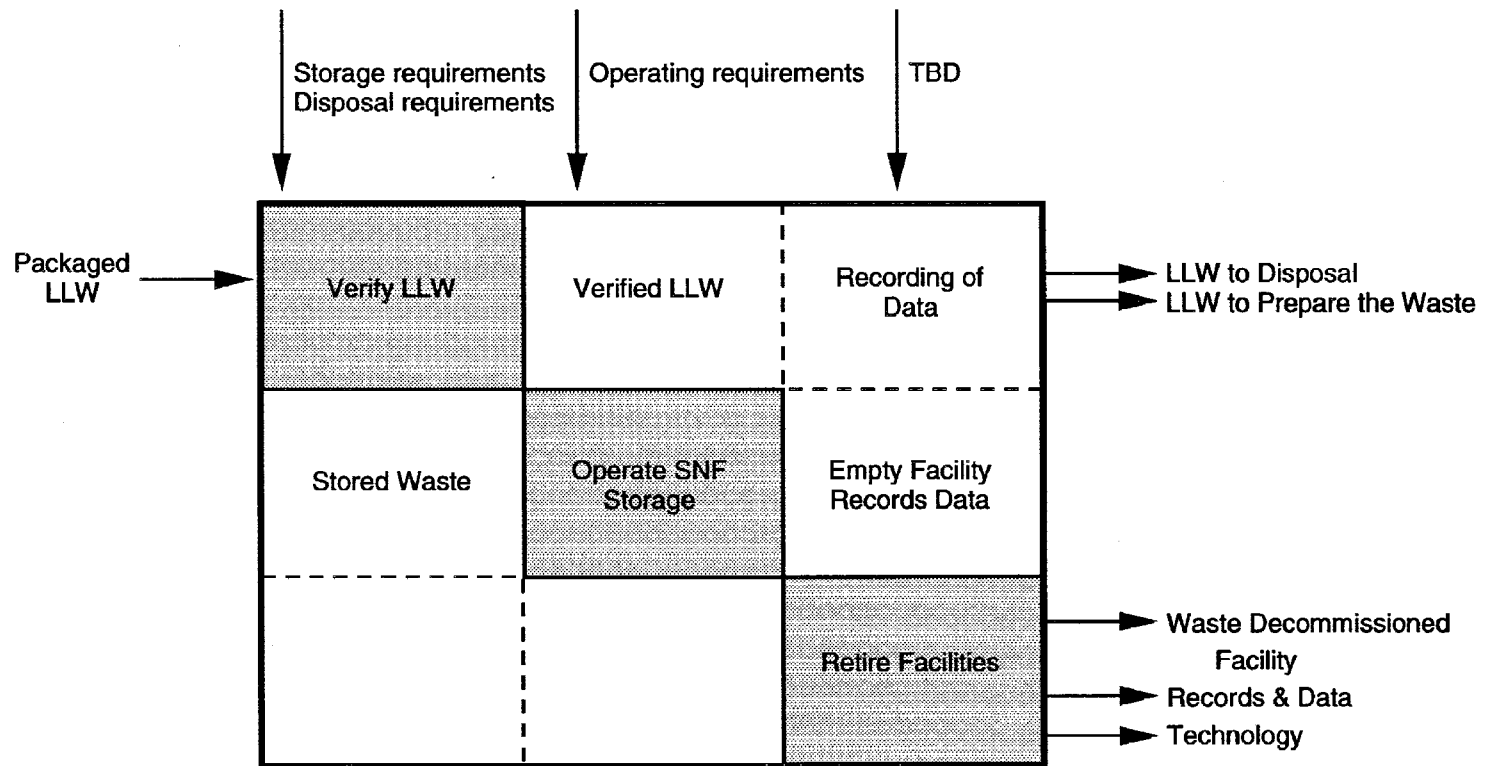 Storage requirements
Disposal requirements
Operating requirements
TBD
Packaged
LLW
Verify LLW
Verified LLW
Recording of
Data
LLW to Disposal
LLW to Prepare the Waste
Stored Waste
Operate SNF
Storage
Empty Facility
Records Data
Retire Facilities
Waste Decommissioned
Facility
Records & Data
Technology